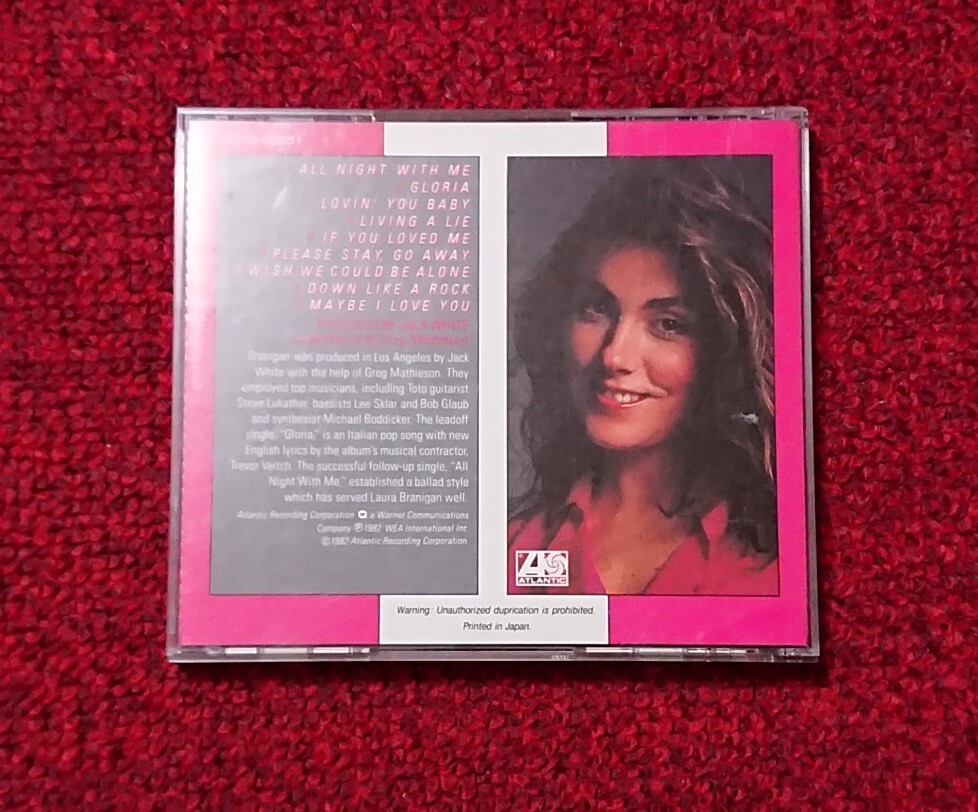 ALL NIGHT WITH ME
GLORIA
LOVIN' YOU BABY
LIVING A LIE
IF YOU LOVED ME
PLEASE STAY, GO AWAY
I WISH WE COULD BE ALONE
DOWN LIKE A ROCK
MAYBE I LOVE YOU
PRODUCED BY JACK WHITE
Greg Mathieson
Branigan was produced in Los Angeles by Jack
White with the help of Greg Mathieson. They
employed top musicians, including Toto guitarist
Steve Lukather, bassists Lee Sklar and Bob Glaub
and synthesist Michael Boddicker. The leadoff
single, "Gloria," is an Italian pop song with new
English lyrics by the album's musical contractor,
Trevor Veitch. The successful follow-up single, "All
Night With Me," established a ballad style
which has served Laura Branigan well.
Atlantic Recording Corporation a Warner Communications
Company ℗1982 WEA International Inc
©1982 Atlantic Recording Corporation
ATLANTIC
Warning: Unauthorized duprication is prohibited.
Printed in Japan.